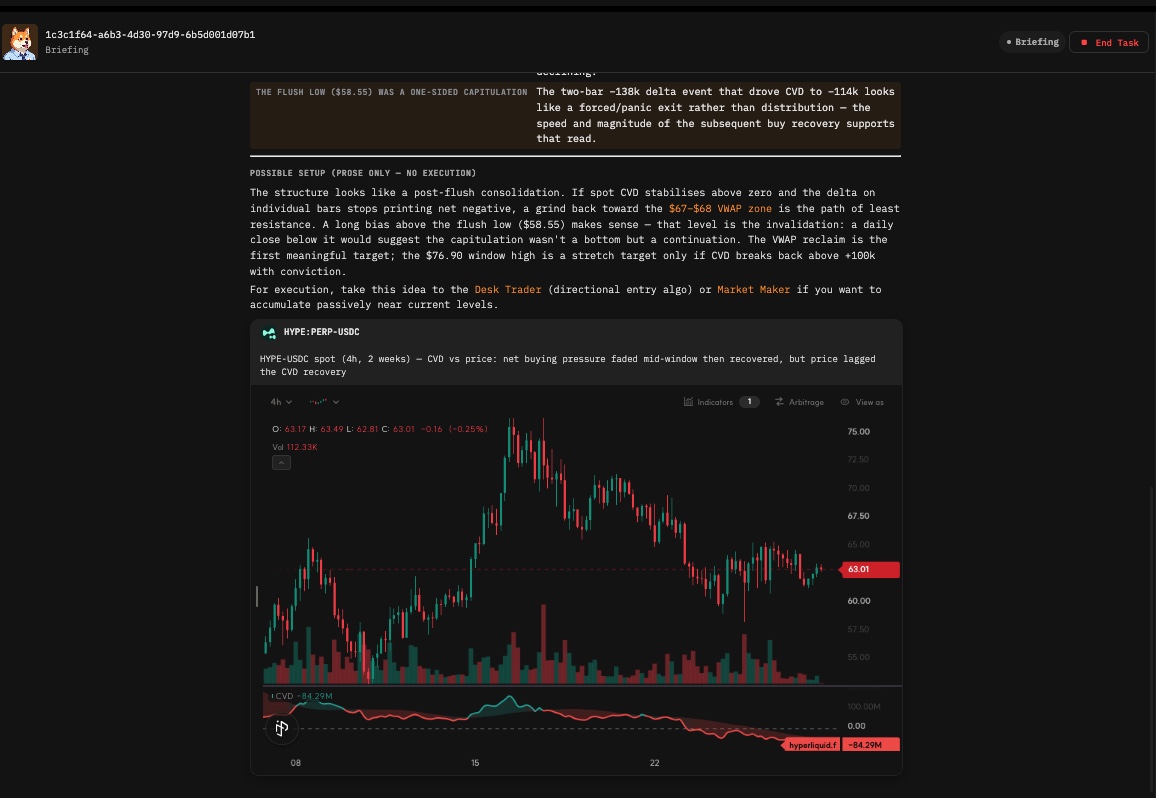 1c3c1f64-a6b3-4d30-97d9-6b5d001d07b1
Briefing
• Briefing
End Task
declining.
THE FLUSH LOW ($58.55) WAS A ONE-SIDED CAPITULATION
The two-bar −138k delta event that drove CVD to −114k looks
like a forced/panic exit rather than distribution — the
speed and magnitude of the subsequent buy recovery supports
that read.
POSSIBLE SETUP (PROSE ONLY — NO EXECUTION)
The structure looks like a post-flush consolidation. If spot CVD stabilises above zero and the delta on
individual bars stops printing net negative, a grind back toward the $67–$68 VWAP zone is the path of least
resistance. A long bias above the flush low ($58.55) makes sense — that level is the invalidation: a daily
close below it would suggest the capitulation wasn't a bottom but a continuation. The VWAP reclaim is the
first meaningful target; the $76.90 window high is a stretch target only if CVD breaks back above +100k
with conviction.
For execution, take this idea to the Desk Trader (directional entry algo) or Market Maker if you want to
accumulate passively near current levels.
HYPE:PERP-USDC
HYPE-USDC spot (4h, 2 weeks) — CVD vs price: net buying pressure faded mid-window then recovered, but price lagged
the CVD recovery
4h
Indicators 1
Arbitrage
View as
O: 63.17 H: 63.49 L: 62.81 C: 63.01 −0.16 (−0.25%)
Vol 112.33K
75.00
72.50
70.00
67.50
65.00
63.01
60.00
57.50
55.00
CVD −84.29M
100.00M
0.00
hyperliquid.f
−84.29M
08
15
22